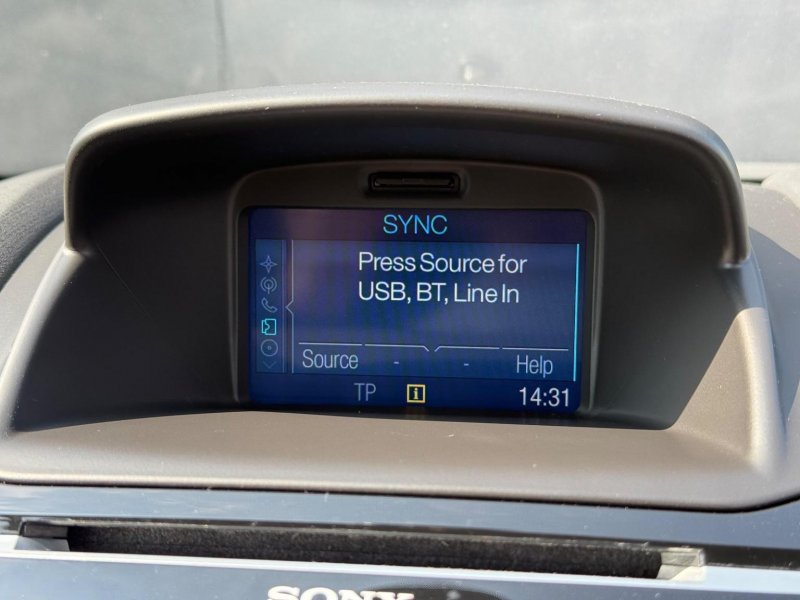 SYNC
Press Source for
USB, BT, Line In
Source - - Help
TP i 14:31
SONY